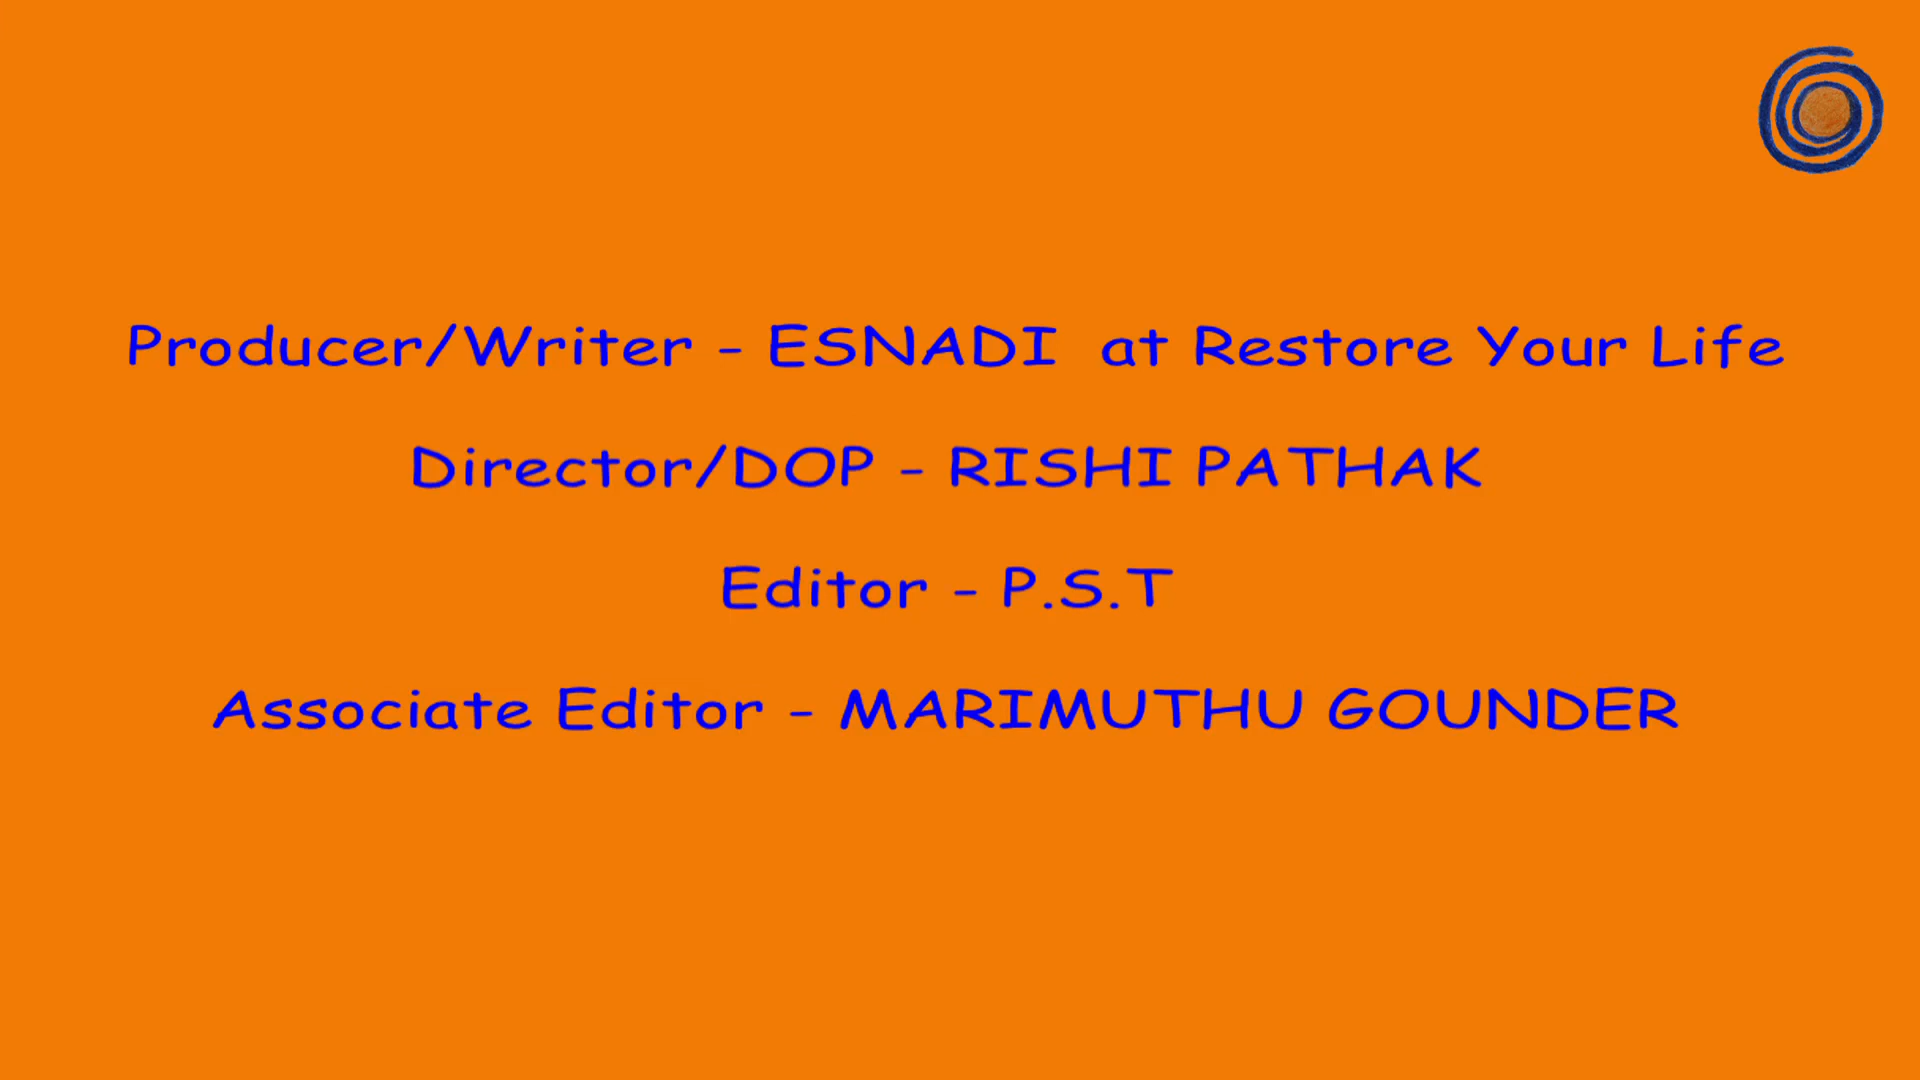 Producer/Writer - ESNADI at Restore Your Life
Director/DOP - RISHI PATHAK
Editor - P.S.T
Associate Editor - MARIMUTHU GOUNDER